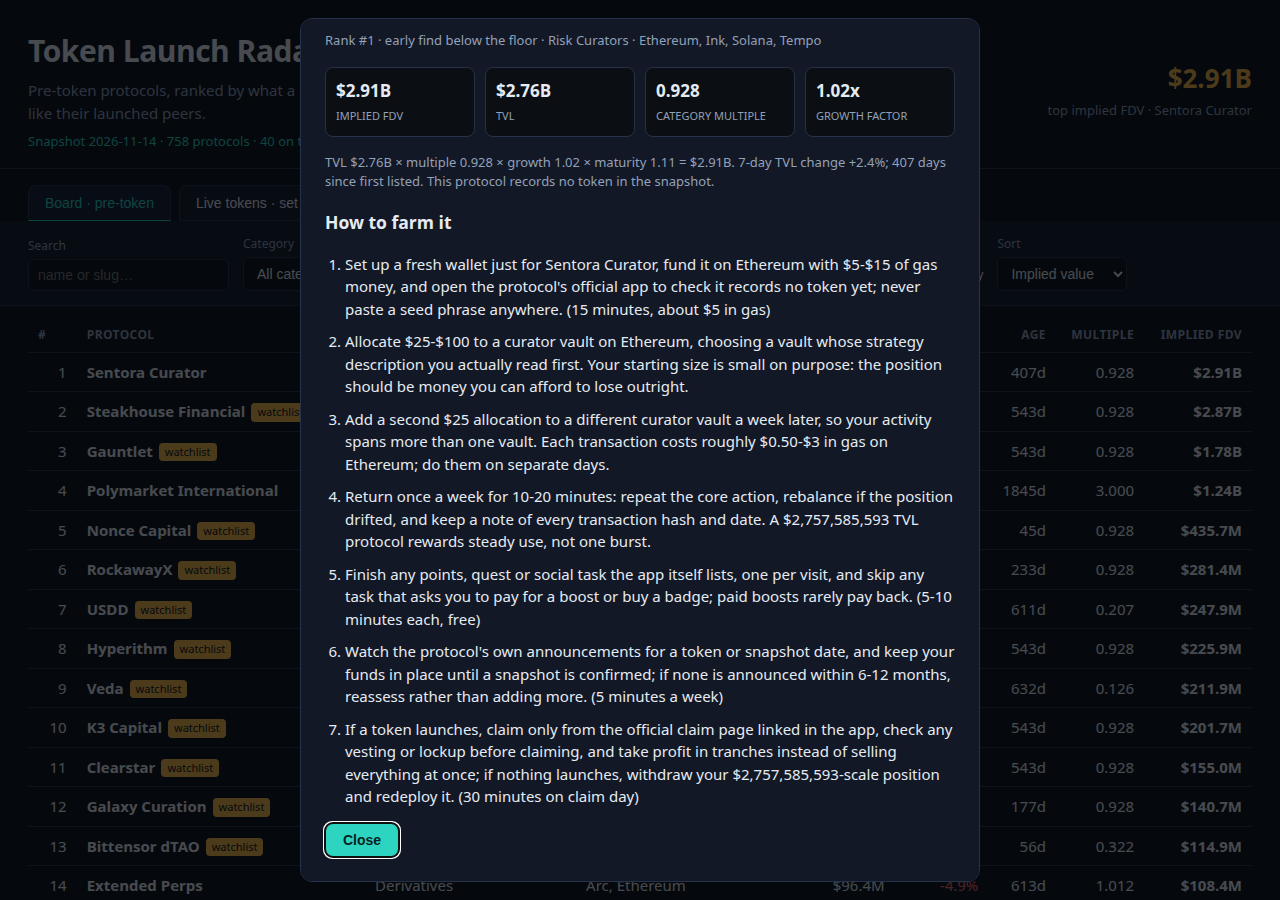 Token Launch Rada
Pre-token protocols, ranked by what a
like their launched peers.
Snapshot 2026-11-14 · 758 protocols · 40 on t
$2.91B
top implied FDV · Sentora Curator
Board · pre-token
Live tokens · set
Search
Category
Sort
name or slug…
All cate
y
Implied value
# PROTOCOL AGE MULTIPLE IMPLIED FDV
1 Sentora Curator 407d 0.928 $2.91B
2 Steakhouse Financial watchlis 543d 0.928 $2.87B
3 Gauntlet watchlist 543d 0.928 $1.78B
4 Polymarket International 1845d 3.000 $1.24B
5 Nonce Capital watchlist 45d 0.928 $435.7M
6 RockawayX watchlist 233d 0.928 $281.4M
7 USDD watchlist 611d 0.207 $247.9M
8 Hyperithm watchlist 543d 0.928 $225.9M
9 Veda watchlist 632d 0.126 $211.9M
10 K3 Capital watchlist 543d 0.928 $201.7M
11 Clearstar watchlist 543d 0.928 $155.0M
12 Galaxy Curation watchlist 177d 0.928 $140.7M
13 Bittensor dTAO watchlist 56d 0.322 $114.9M
14 Extended Perps Derivatives Arc, Ethereum $96.4M -4.9% 613d 1.012 $108.4M
Rank #1 · early find below the floor · Risk Curators · Ethereum, Ink, Solana, Tempo
$2.91B
IMPLIED FDV
$2.76B
TVL
0.928
CATEGORY MULTIPLE
1.02x
GROWTH FACTOR
TVL $2.76B × multiple 0.928 × growth 1.02 × maturity 1.11 = $2.91B. 7-day TVL change +2.4%; 407 days
since first listed. This protocol records no token in the snapshot.
How to farm it
1. Set up a fresh wallet just for Sentora Curator, fund it on Ethereum with $5-$15 of gas
money, and open the protocol's official app to check it records no token yet; never
paste a seed phrase anywhere. (15 minutes, about $5 in gas)
2. Allocate $25-$100 to a curator vault on Ethereum, choosing a vault whose strategy
description you actually read first. Your starting size is small on purpose: the position
should be money you can afford to lose outright.
3. Add a second $25 allocation to a different curator vault a week later, so your activity
spans more than one vault. Each transaction costs roughly $0.50-$3 in gas on
Ethereum; do them on separate days.
4. Return once a week for 10-20 minutes: repeat the core action, rebalance if the position
drifted, and keep a note of every transaction hash and date. A $2,757,585,593 TVL
protocol rewards steady use, not one burst.
5. Finish any points, quest or social task the app itself lists, one per visit, and skip any
task that asks you to pay for a boost or buy a badge; paid boosts rarely pay back. (5-10
minutes each, free)
6. Watch the protocol's own announcements for a token or snapshot date, and keep your
funds in place until a snapshot is confirmed; if none is announced within 6-12 months,
reassess rather than adding more. (5 minutes a week)
7. If a token launches, claim only from the official claim page linked in the app, check any
vesting or lockup before claiming, and take profit in tranches instead of selling
everything at once; if nothing launches, withdraw your $2,757,585,593-scale position
and redeploy it. (30 minutes on claim day)
Close